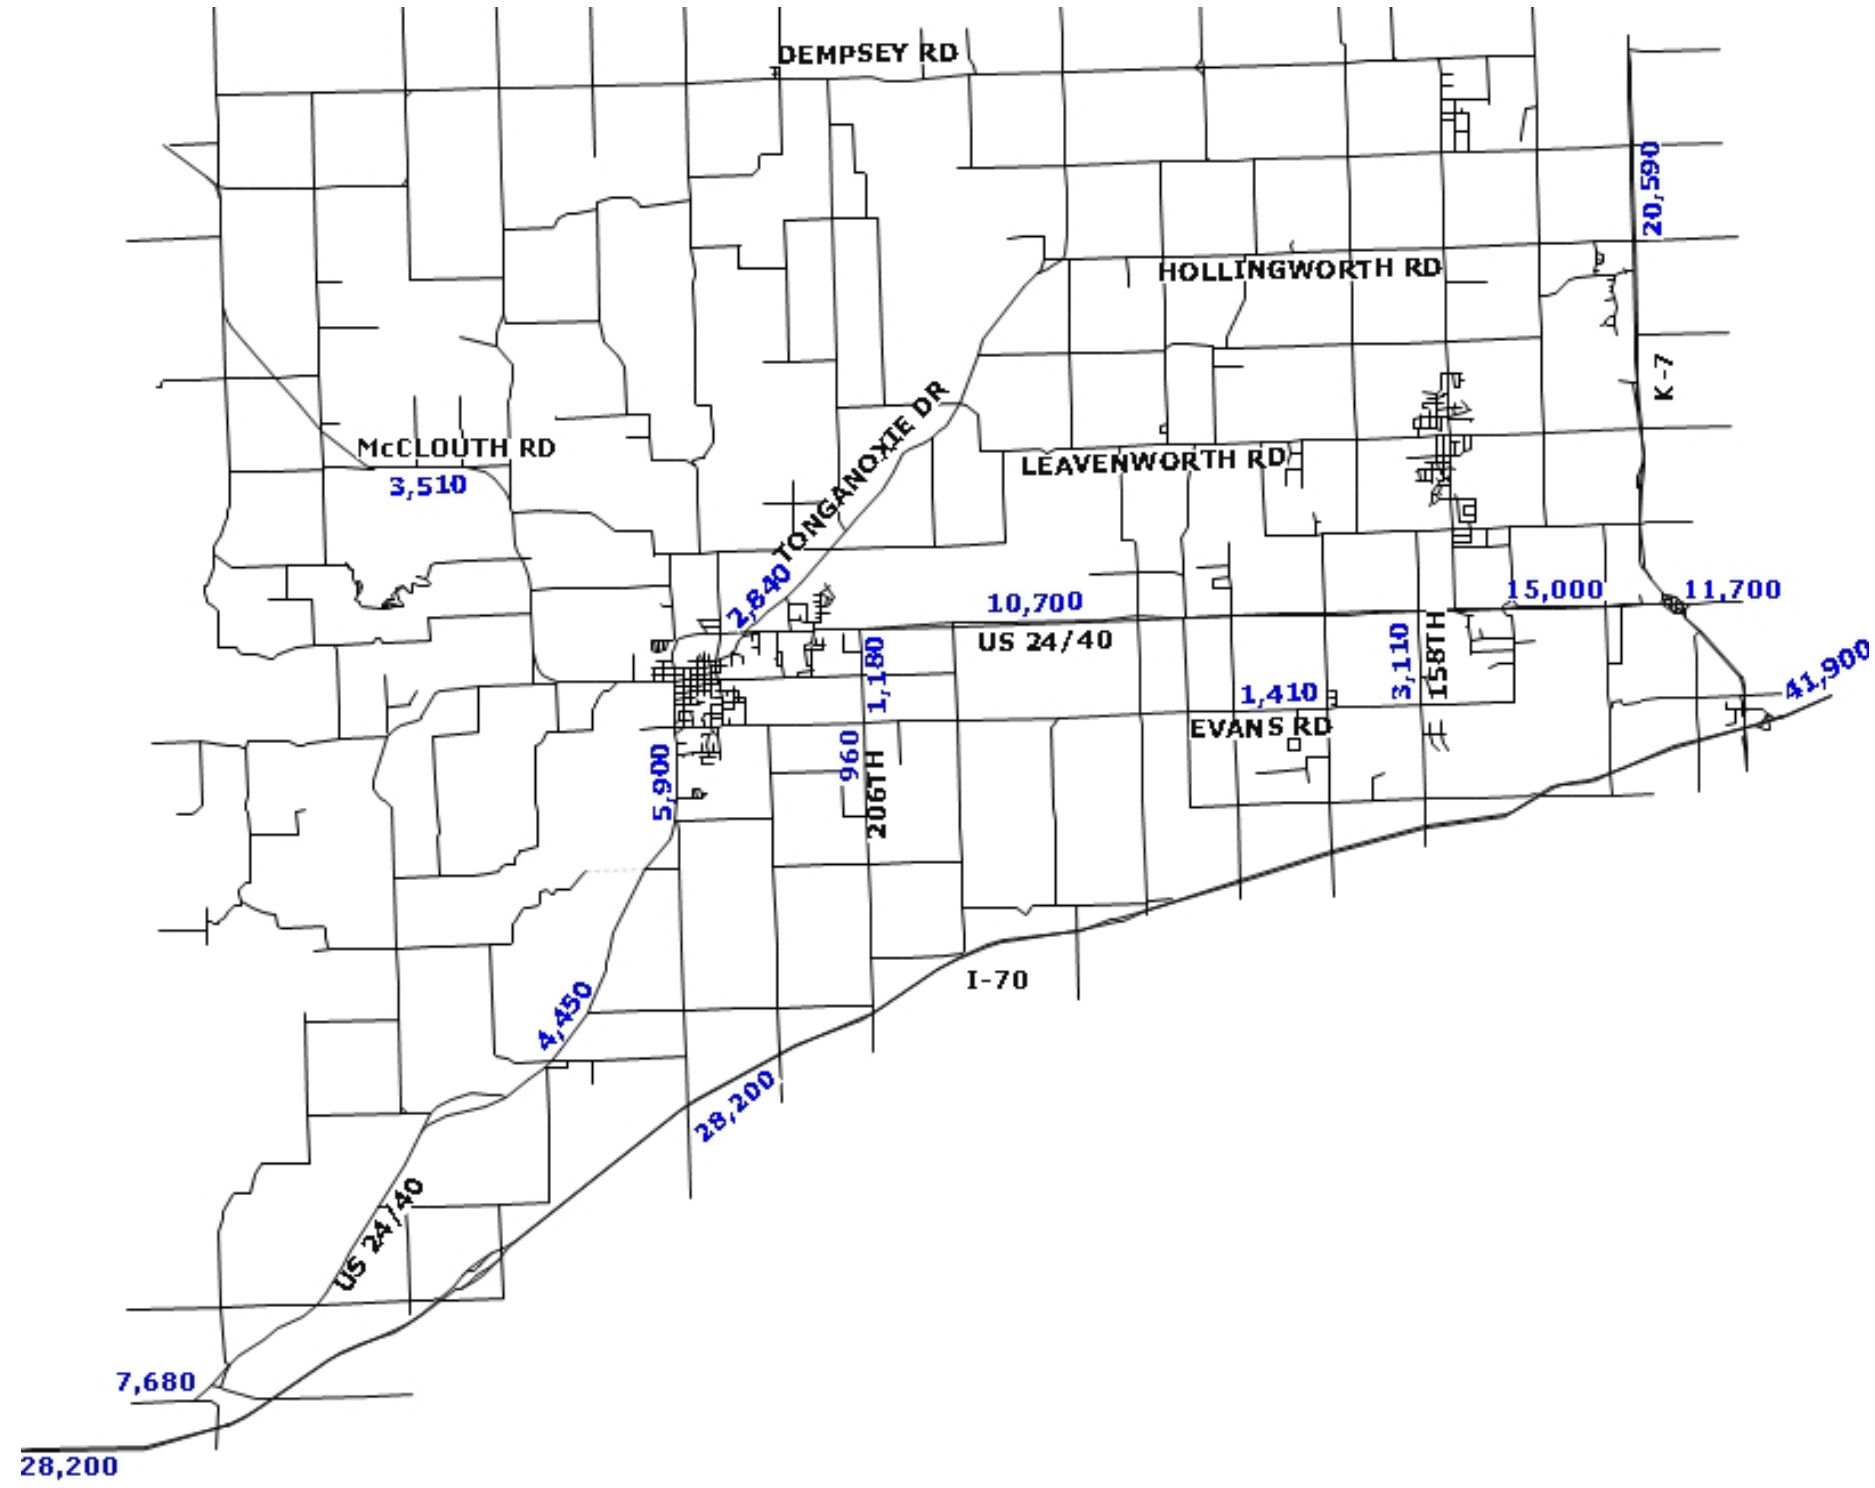 DEMPSEY RD
20,590
HOLLINGWORTH RD
K-7
TONGANOXIE DR
McCLOUTH RD
3,510
LEAVENWORTH RD
2,840
10,700
15,000
11,700
US 24/40
1,180
3,110
158TH
41,900
1,410
EVANS RD
5,900
960
206TH
I-70
4,450
28,200
US 24/40
7,680
28,200